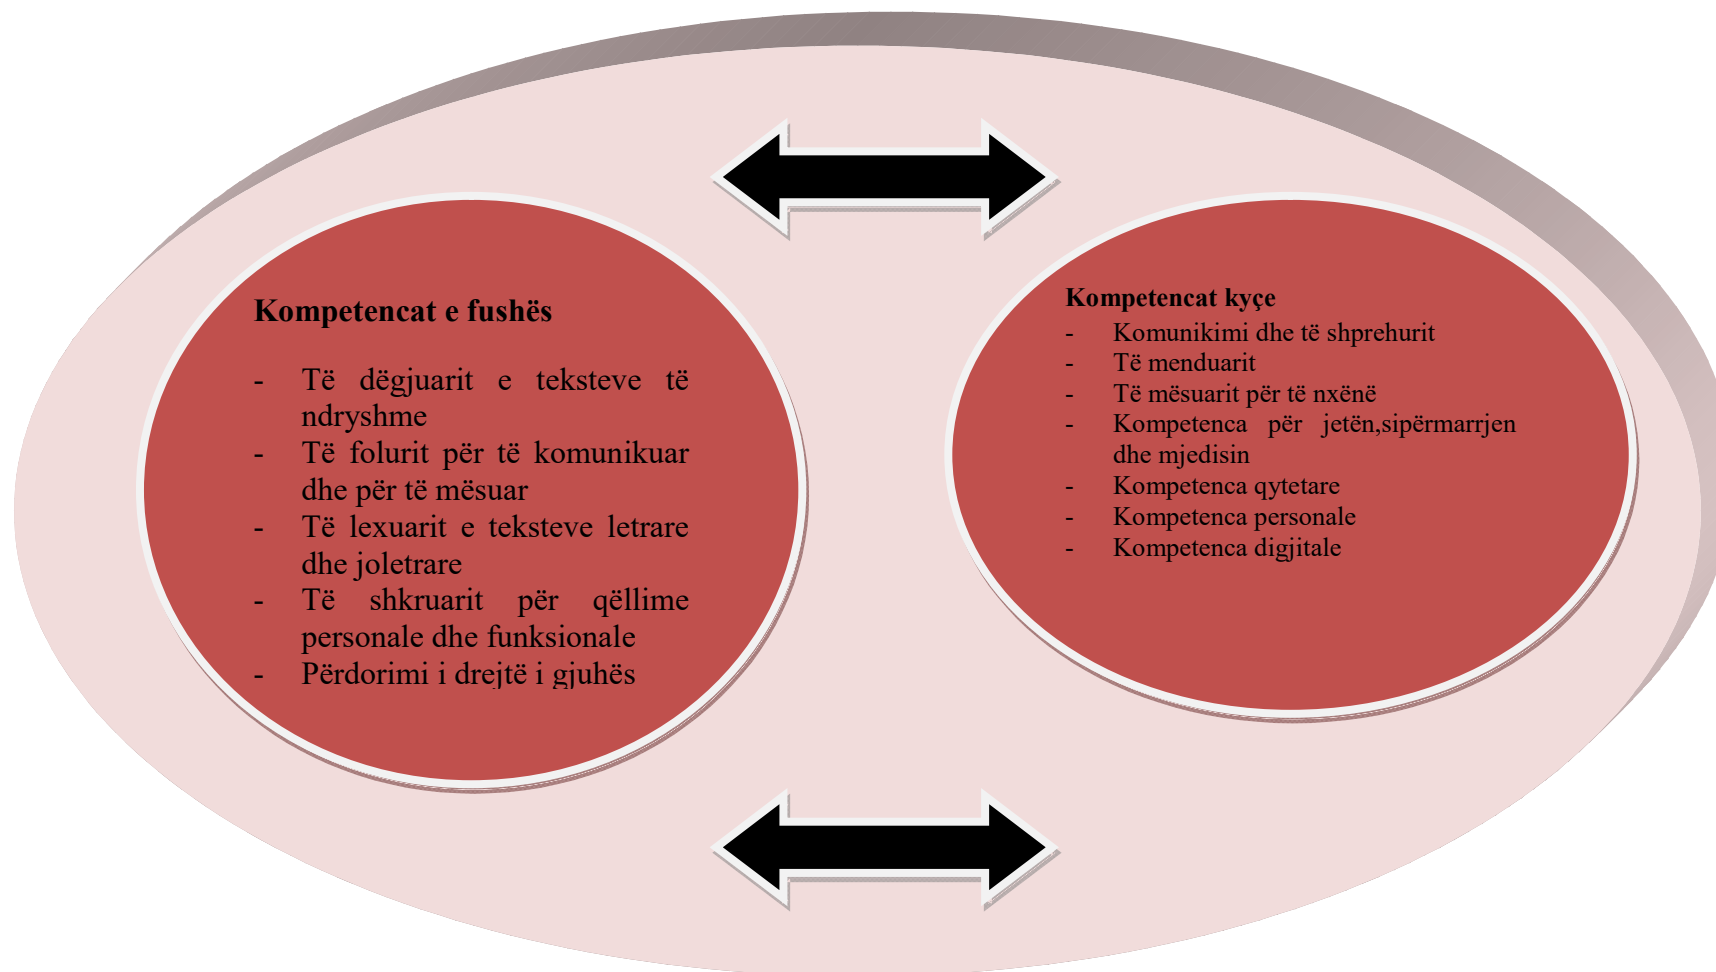 Kompetencat e fushës
- Të dëgjuarit e teksteve të
ndryshme
- Të folurit për të komunikuar
dhe për të mësuar
- Të lexuarit e teksteve letrare
dhe joletrare
- Të shkruarit për qëllime
personale dhe funksionale
- Përdorimi i drejtë i gjuhës
Kompetencat kyçe
- Komunikimi dhe të shprehurit
- Të menduarit
- Të mësuarit për të nxënë
- Kompetenca për jetën,sipërmarrjen
dhe mjedisin
- Kompetenca qytetare
- Kompetenca personale
- Kompetenca digjitale